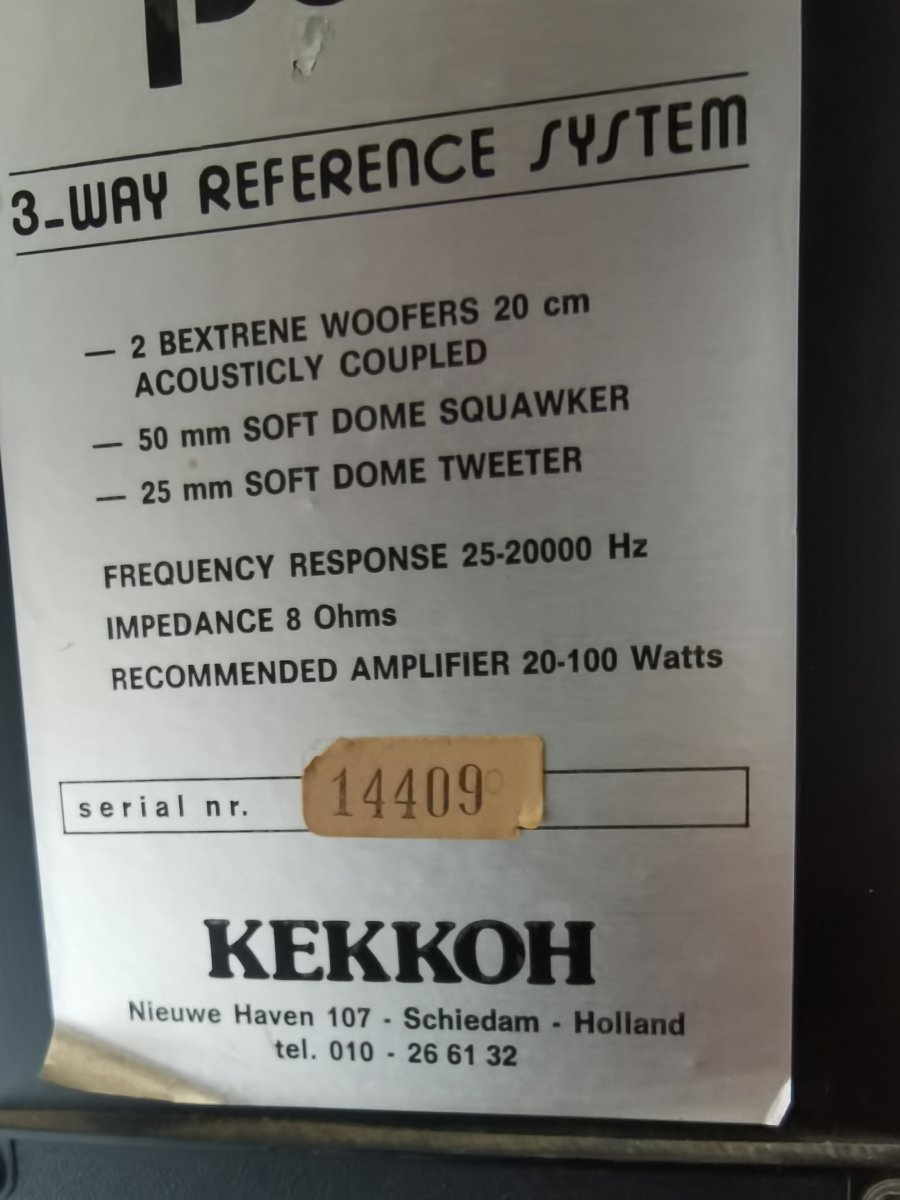 3-WAY REFERENCE SYSTEM
— 2 BEXTRENE WOOFERS 20 cm
ACOUSTICLY COUPLED
— 50 mm SOFT DOME SQUAWKER
— 25 mm SOFT DOME TWEETER
FREQUENCY RESPONSE 25-20000 Hz
IMPEDANCE 8 Ohms
RECOMMENDED AMPLIFIER 20-100 Watts
serial nr. 14409
KEKKOH
Nieuwe Haven 107 - Schiedam - Holland
tel. 010 - 26 61 32